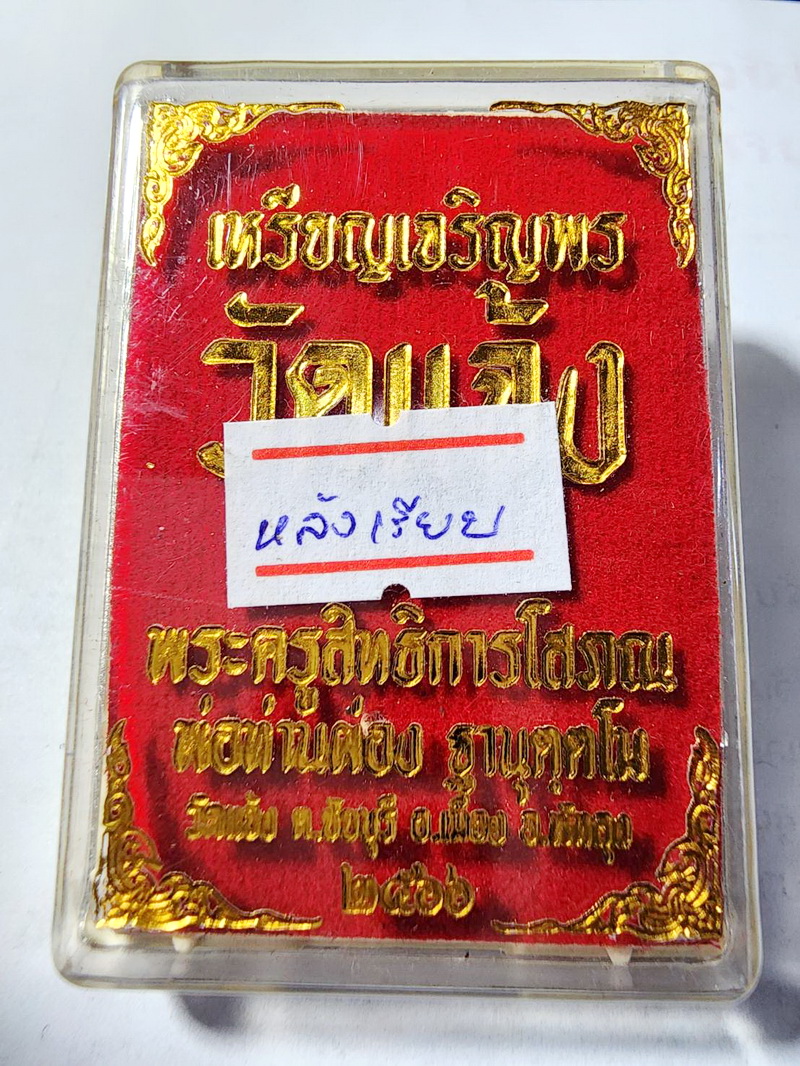 เหรียญเจริญพร
วัดแจ้ง
หลังเรียบ
พระครูสิทธิการโสภณ
พ่อท่านผ่อง ฐานุตฺตโม
วัดแจ้ง ต.ชัยบุรี อ.เมือง จ.พัทลุง
๒๕๖๖